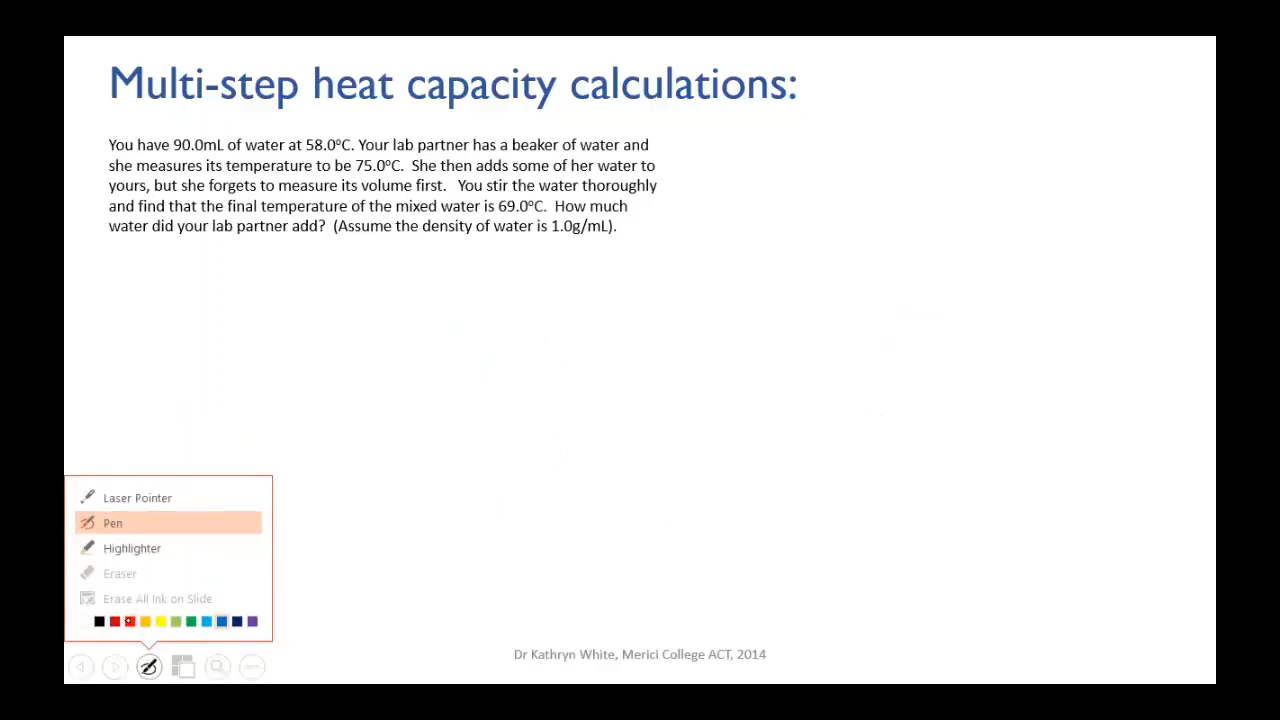 Multi-step heat capacity calculations:
You have 90.0mL of water at 58.0°C. Your lab partner has a beaker of water and
she measures its temperature to be 75.0°C.  She then adds some of her water to
yours, but she forgets to measure its volume first.   You stir the water thoroughly
and find that the final temperature of the mixed water is 69.0°C.  How much
water did your lab partner add?  (Assume the density of water is 1.0g/mL).
Laser Pointer
Pen
Highlighter
Eraser
Erase All Ink on Slide
Dr Kathryn White, Merici College ACT, 2014